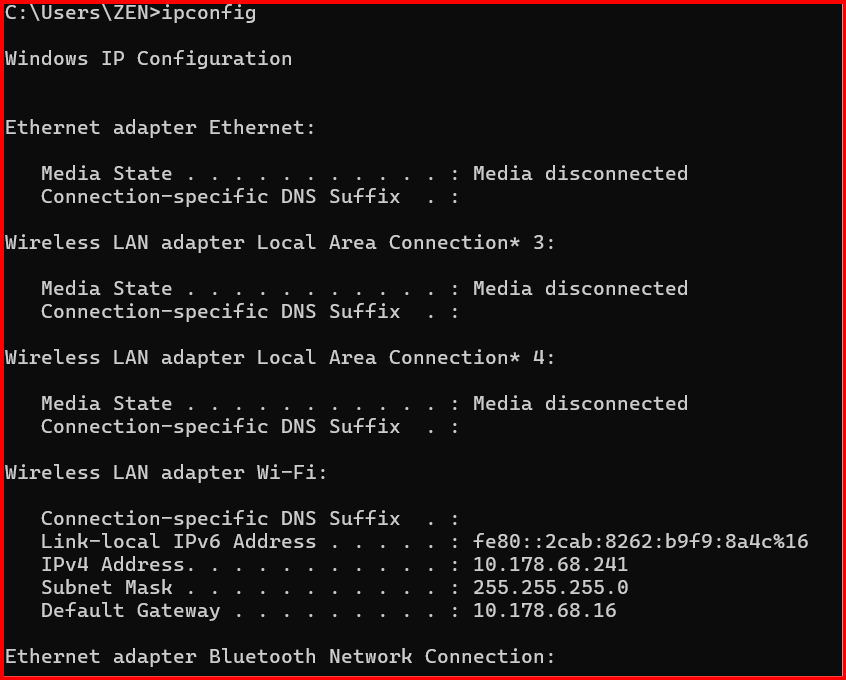 C:\Users\ZEN>ipconfig
Windows IP Configuration
Ethernet adapter Ethernet:
   Media State . . . . . . . . . . . : Media disconnected
   Connection-specific DNS Suffix  . :
Wireless LAN adapter Local Area Connection* 3:
   Media State . . . . . . . . . . . : Media disconnected
   Connection-specific DNS Suffix  . :
Wireless LAN adapter Local Area Connection* 4:
   Media State . . . . . . . . . . . : Media disconnected
   Connection-specific DNS Suffix  . :
Wireless LAN adapter Wi-Fi:
   Connection-specific DNS Suffix  . :
   Link-local IPv6 Address . . . . . : fe80::2cab:8262:b9f9:8a4c%16
   IPv4 Address. . . . . . . . . . . : 10.178.68.241
   Subnet Mask . . . . . . . . . . . : 255.255.255.0
   Default Gateway . . . . . . . . . : 10.178.68.16
Ethernet adapter Bluetooth Network Connection: